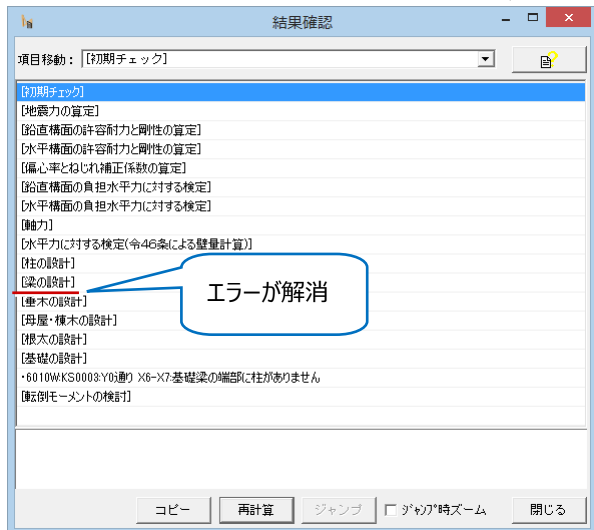 結果確認
項目移動： [初期チェック]
[初期チェック]
[地震力の算定]
[鉛直構面の許容耐力と剛性の算定]
[水平構面の許容耐力と剛性の算定]
[偏心率とねじれ補正係数の算定]
[鉛直構面の負担水平力に対する検定]
[水平構面の負担水平力に対する検定]
[軸力]
[水平力に対する検定(令46条による壁量計算)]
[柱の設計]
[梁の設計]
エラーが解消
[垂木の設計]
[母屋・棟木の設計]
[根太の設計]
[基礎の設計]
・6010W:KS0003:Y0通り X6-X7:基礎梁の端部に柱がありません
[転倒モーメントの検討]
コピー 再計算 ジャンプ ジャンプ時ズーム 閉じる